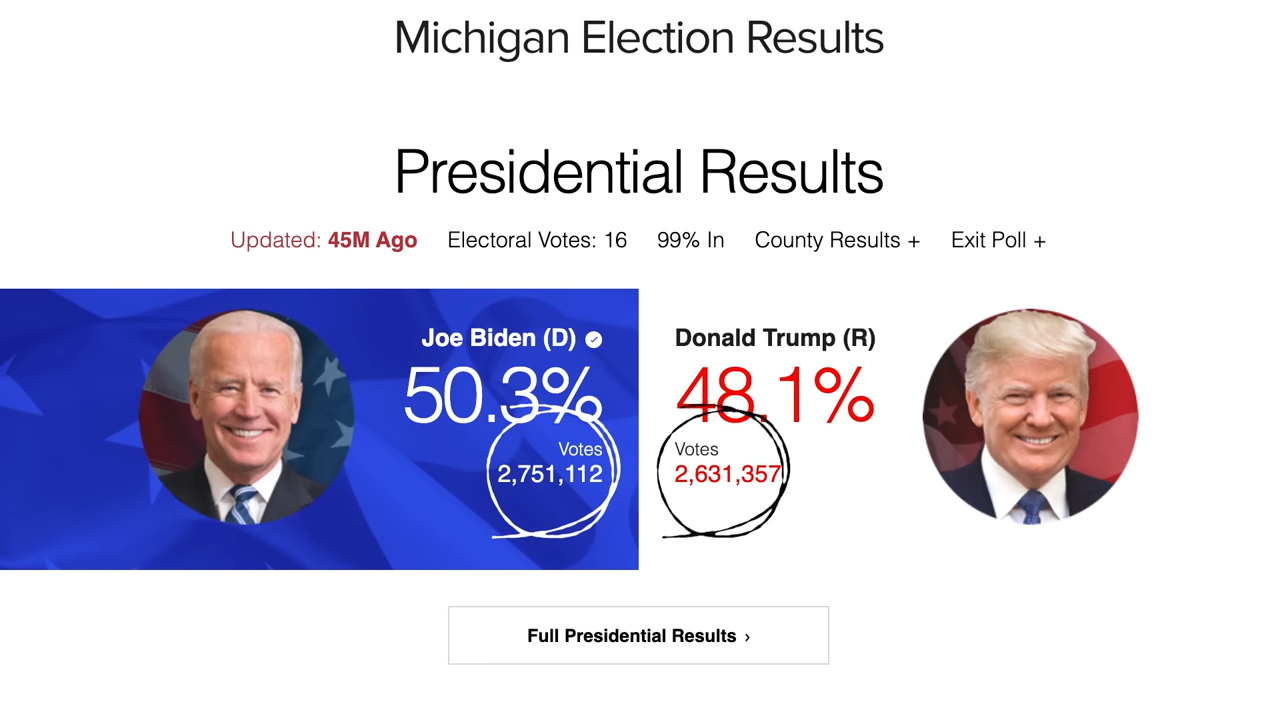 Michigan Election Results
Presidential Results
Updated: 45M Ago Electoral Votes: 16 99% In County Results + Exit Poll +
Joe Biden (D)
50.3%
Votes
2,751,112
Donald Trump (R)
48.1%
Votes
2,631,357
Full Presidential Results ›